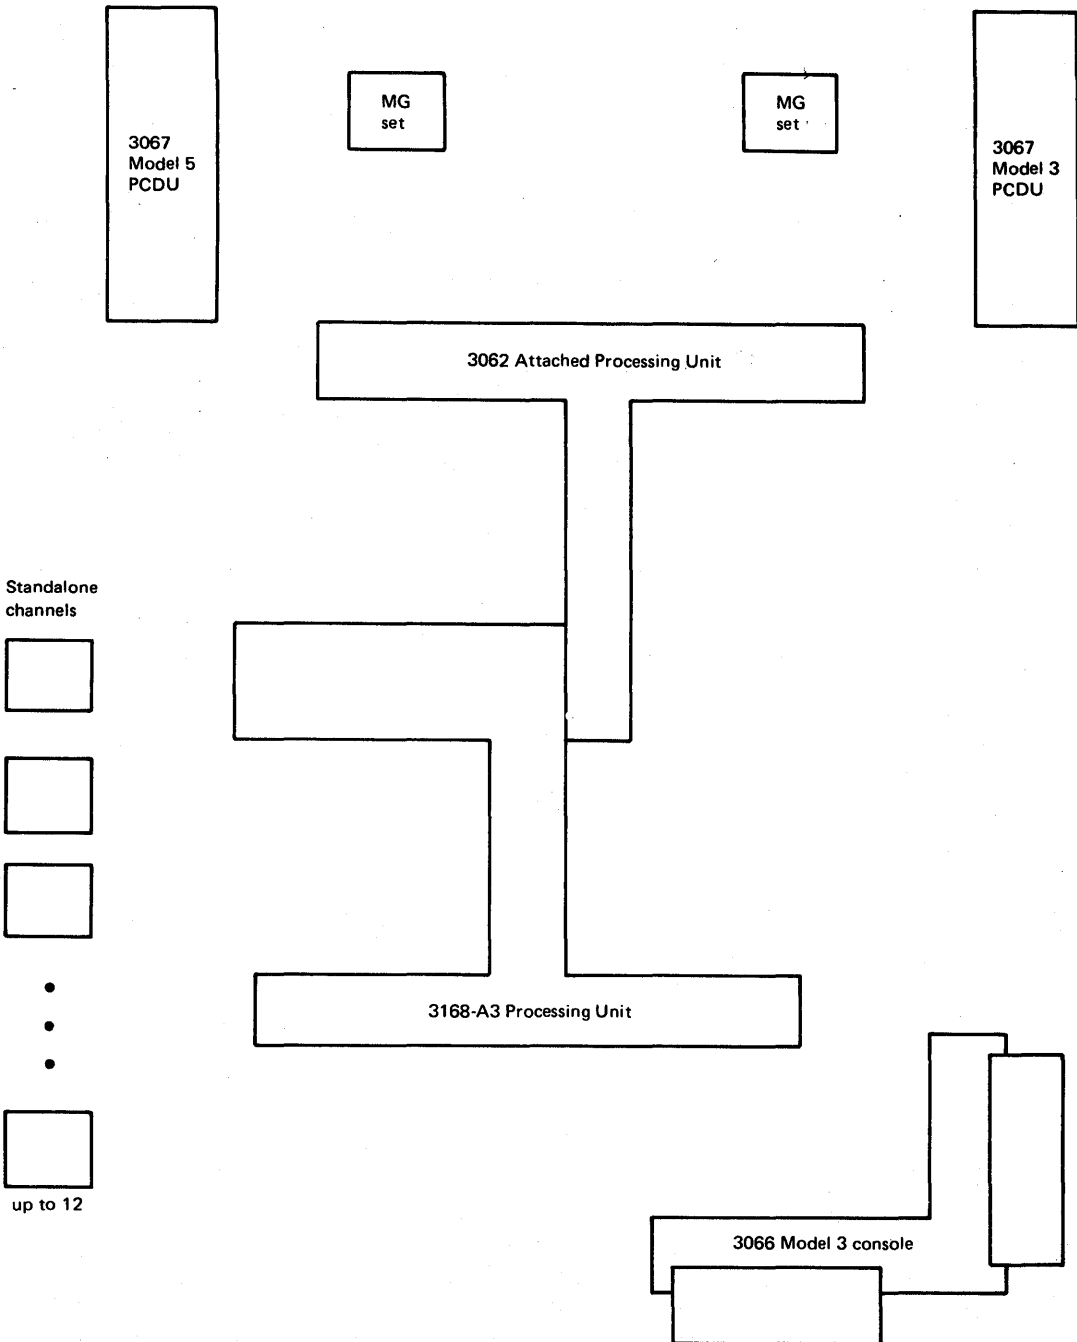 3067
Model 5
PCDU
MG
set
MG
set
3067
Model 3
PCDU
3062 Attached Processing Unit
Standalone
channels
3168-A3 Processing Unit
up to 12
3066 Model 3 console